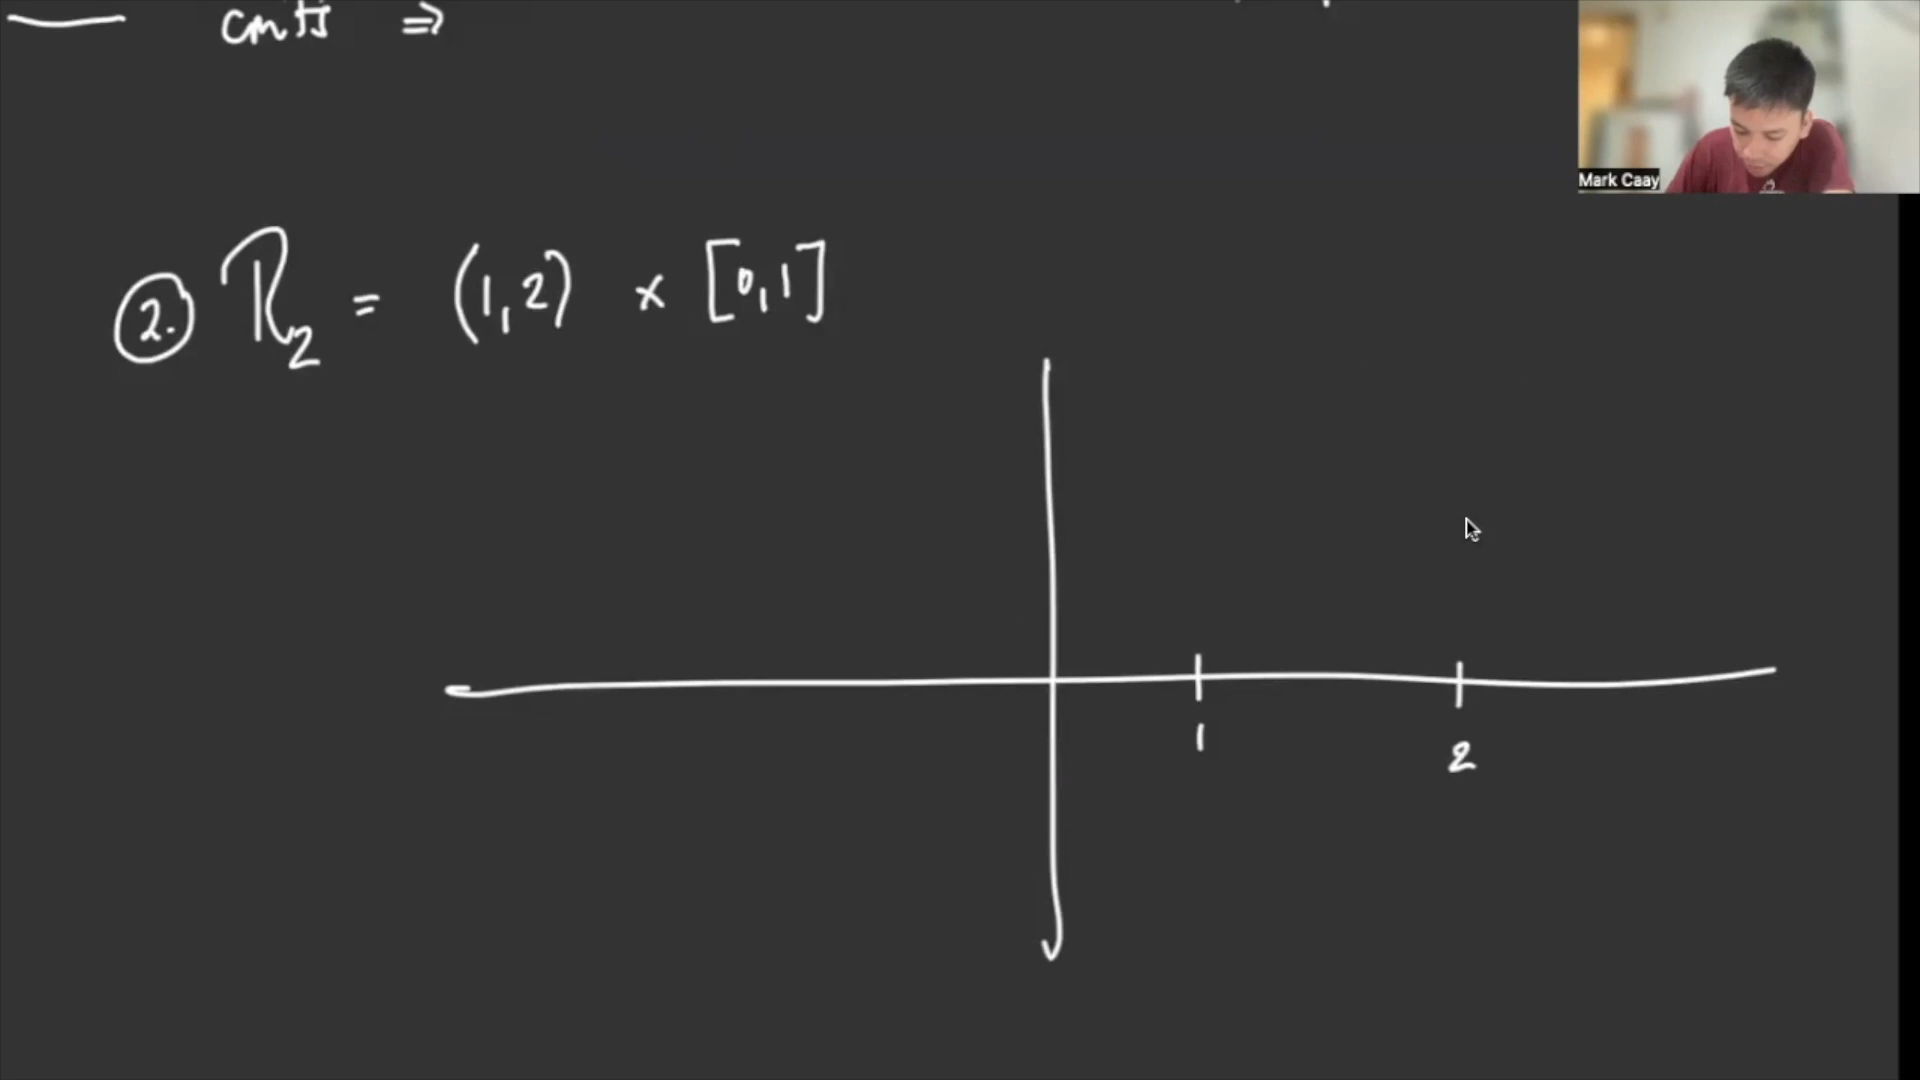 cnts ⇒
Mark Caay
2. R₂ = (1,2) × [0,1]
1
2